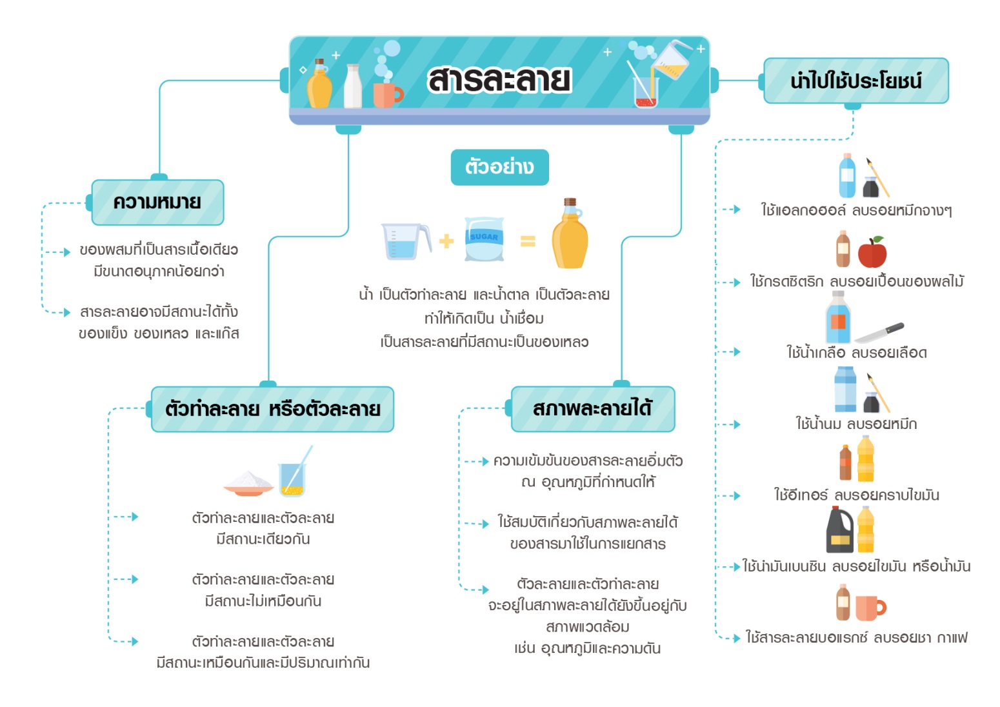 สารละลาย
นำไปใช้ประโยชน์
ความหมาย
ของผสมที่เป็นสารเนื้อเดียว
มีขนาดอนุภาคน้อยกว่า
สารละลายอาจมีสถานะได้ทั้ง
ของแข็ง ของเหลว และแก๊ส
ตัวอย่าง
SUGAR
น้ำ เป็นตัวทำละลาย และน้ำตาล เป็นตัวละลาย
ทำให้เกิดเป็น น้ำเชื่อม
เป็นสารละลายที่มีสถานะเป็นของเหลว
ตัวทำละลาย หรือตัวละลาย
ตัวทำละลายและตัวละลาย
มีสถานะเดียวกัน
ตัวทำละลายและตัวละลาย
มีสถานะไม่เหมือนกัน
ตัวทำละลายและตัวละลาย
มีสถานะเหมือนกันและมีปริมาณเท่ากัน
สภาพละลายได้
ความเข้มข้นของสารละลายอิ่มตัว
ณ อุณหภูมิที่กำหนดให้
ใช้สมบัติเกี่ยวกับสภาพละลายได้
ของสารมาใช้ในการแยกสาร
ตัวละลายและตัวทำละลาย
จะอยู่ในสภาพละลายได้ยังขึ้นอยู่กับ
สภาพแวดล้อม
เช่น อุณหภูมิและความดัน
ใช้แอลกอฮอล์ ลบรอยหมึกจางๆ
ใช้กรดซิตริก ลบรอยเปื้อนของผลไม้
ใช้น้ำเกลือ ลบรอยเลือด
ใช้น้ำนม ลบรอยหมึก
ใช้อีเทอร์ ลบรอยคราบไขมัน
ใช้น้ำมันเบนซิน ลบรอยไขมัน หรือน้ำมัน
ใช้สารละลายบอแรกซ์ ลบรอยชา กาแฟ